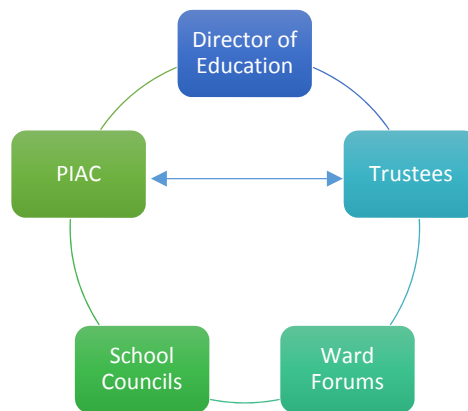 Director of
Education
PIAC
Trustees
School
Councils
Ward
Forums